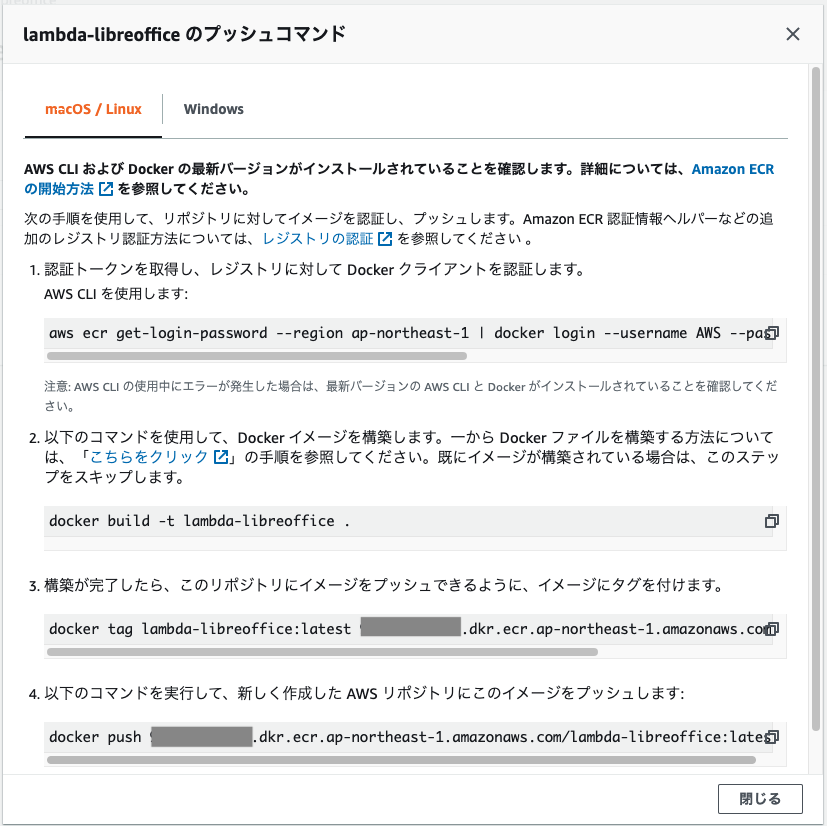 lambda-libreoffice のプッシュコマンド
macOS / Linux
Windows
AWS CLI および Docker の最新バージョンがインストールされていることを確認します。詳細については、Amazon ECR
の開始方法 を参照してください。
次の手順を使用して、リポジトリに対してイメージを認証し、プッシュします。Amazon ECR 認証情報ヘルパーなどの追
加のレジストリ認証方法については、レジストリの認証 を参照してください 。
1. 認証トークンを取得し、レジストリに対して Docker クライアントを認証します。
AWS CLI を使用します:
aws ecr get-login-password --region ap-northeast-1 | docker login --username AWS --pas
注意: AWS CLI の使用中にエラーが発生した場合は、最新バージョンの AWS CLI と Docker がインストールされていることを確認してくだ
さい。
2. 以下のコマンドを使用して、Docker イメージを構築します。一から Docker ファイルを構築する方法について
は、「こちらをクリック 」の手順を参照してください。既にイメージが構築されている場合は、このステッ
プをスキップします。
docker build -t lambda-libreoffice .
3. 構築が完了したら、このリポジトリにイメージをプッシュできるように、イメージにタグを付けます。
docker tag lambda-libreoffice:latest .dkr.ecr.ap-northeast-1.amazonaws.com
4. 以下のコマンドを実行して、新しく作成した AWS リポジトリにこのイメージをプッシュします:
docker push .dkr.ecr.ap-northeast-1.amazonaws.com/lambda-libreoffice:lates
閉じる